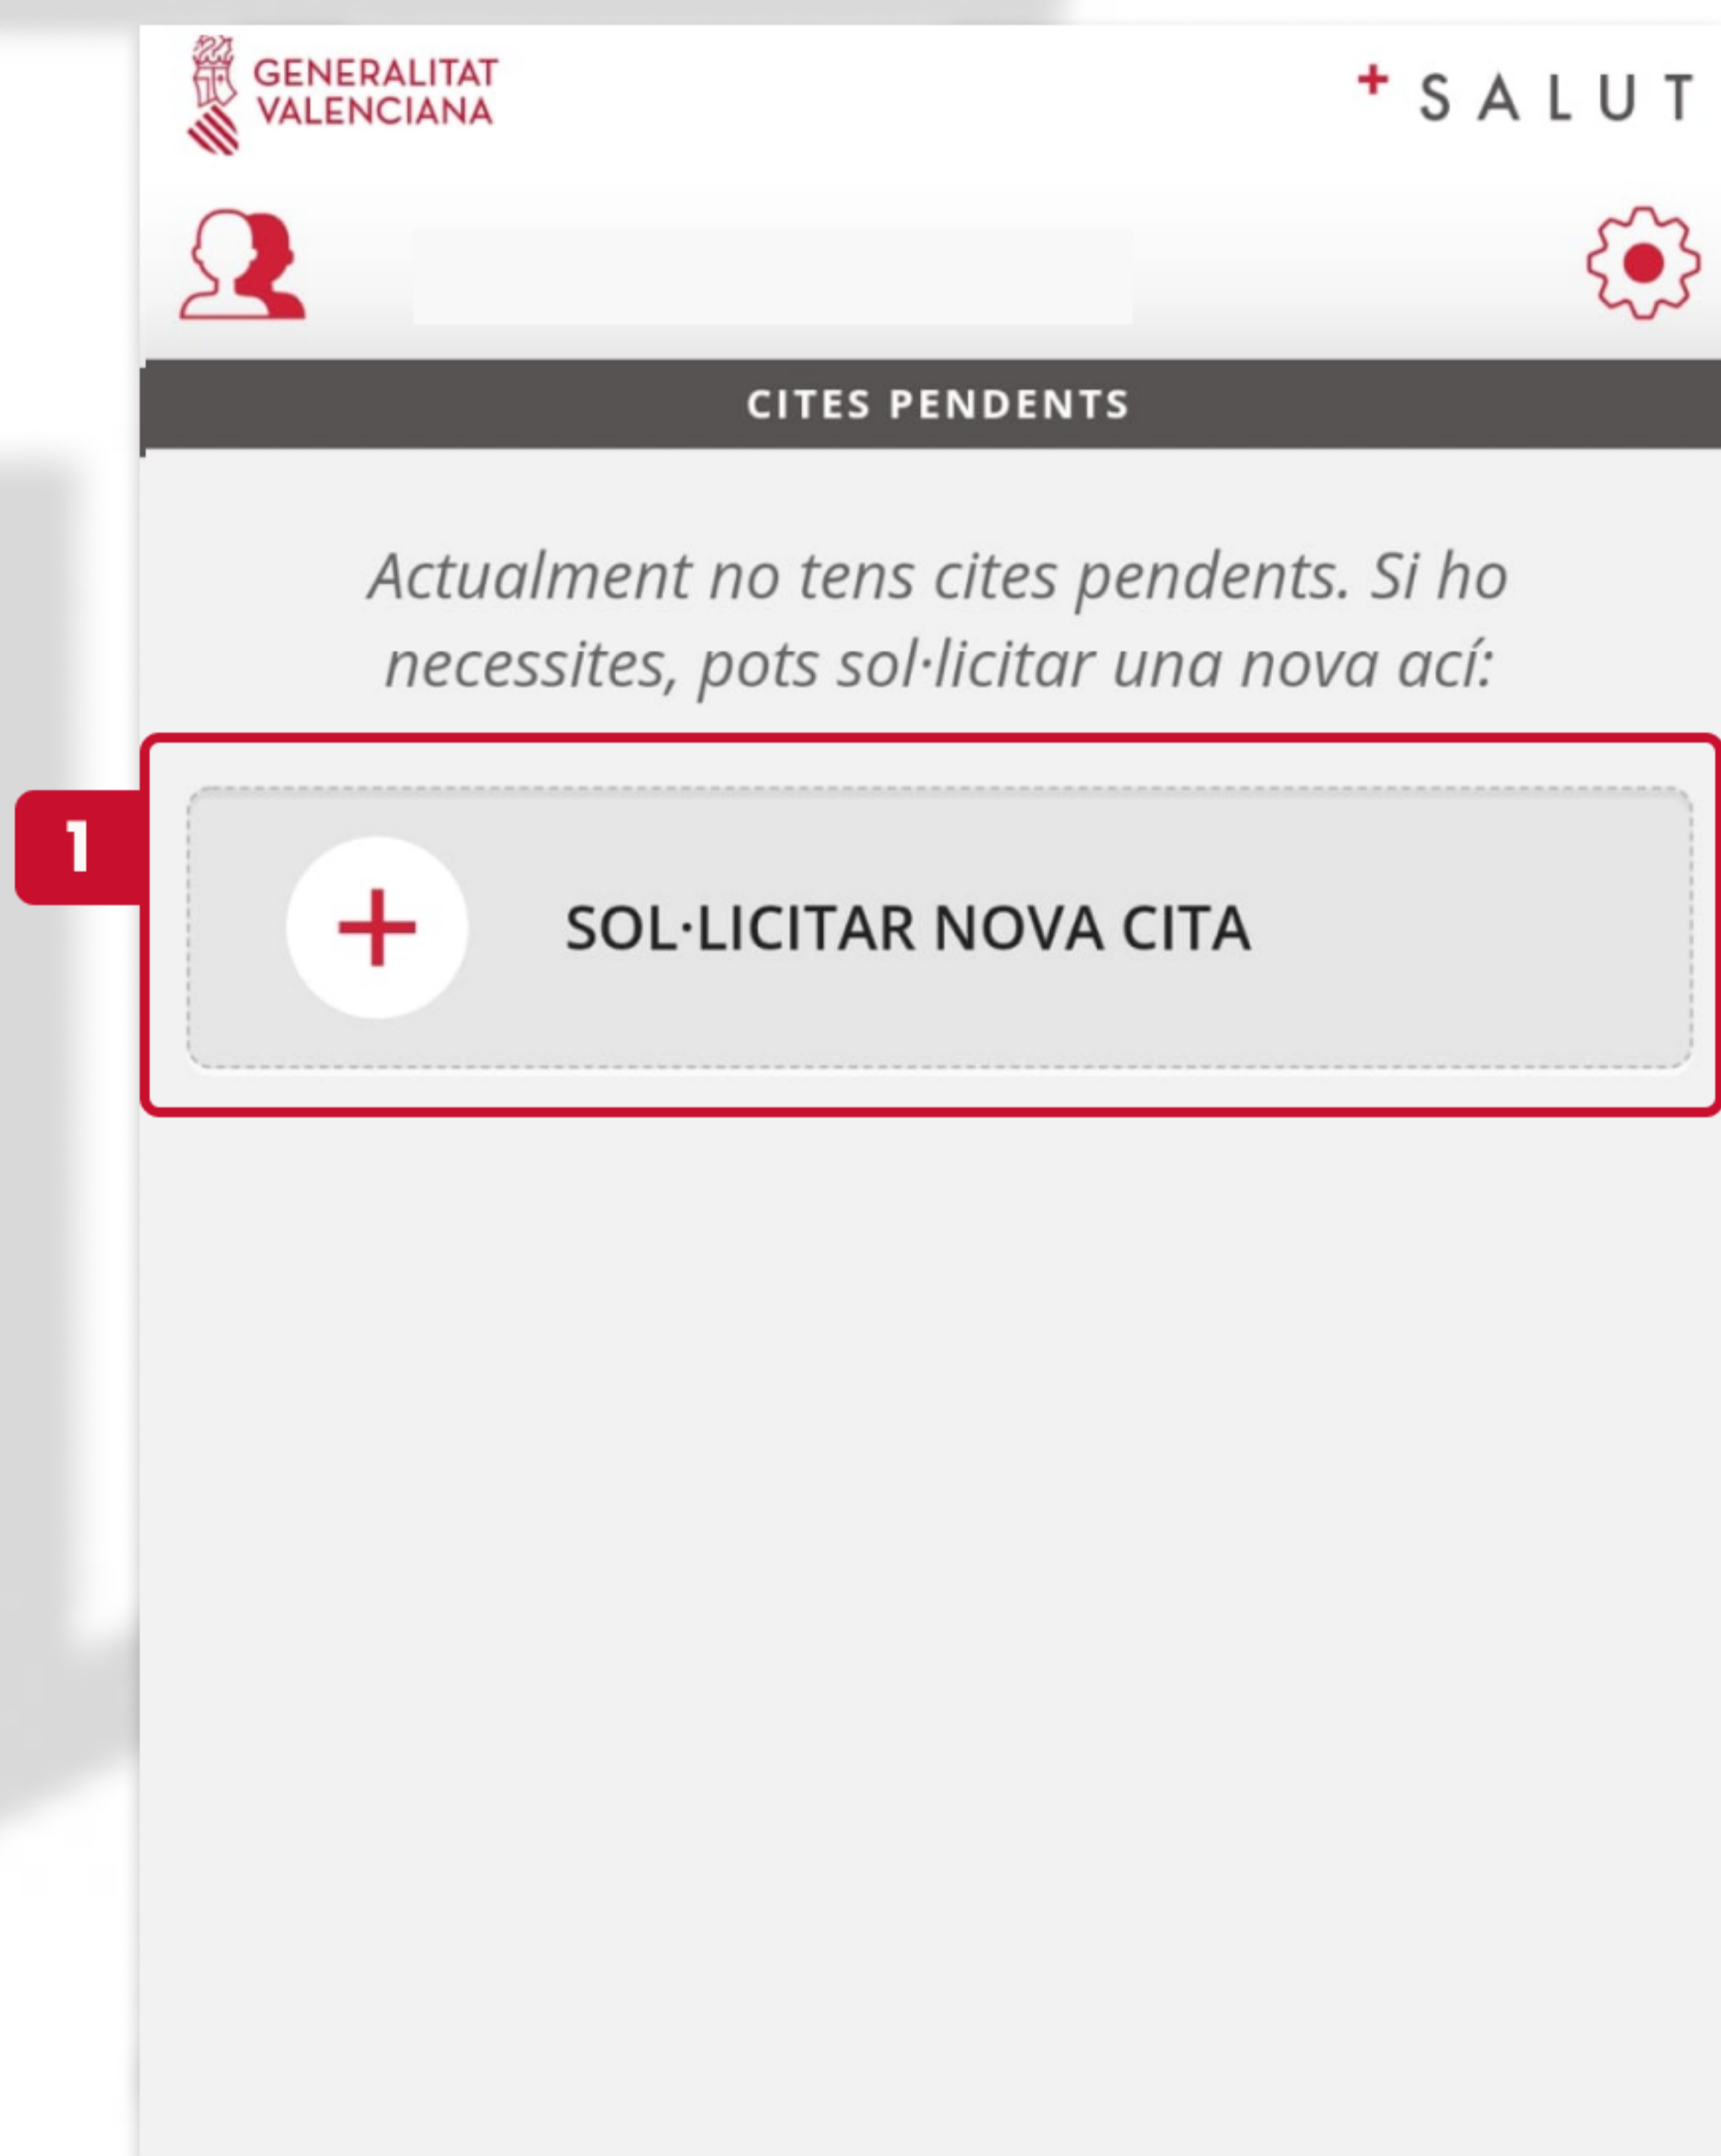 GENERALITAT
VALENCIANA
+ SALUT
CITES PENDENTS
Actualment no tens cites pendents. Si ho
necessites, pots sol·licitar una nova ací:
1
SOL·LICITAR NOVA CITA